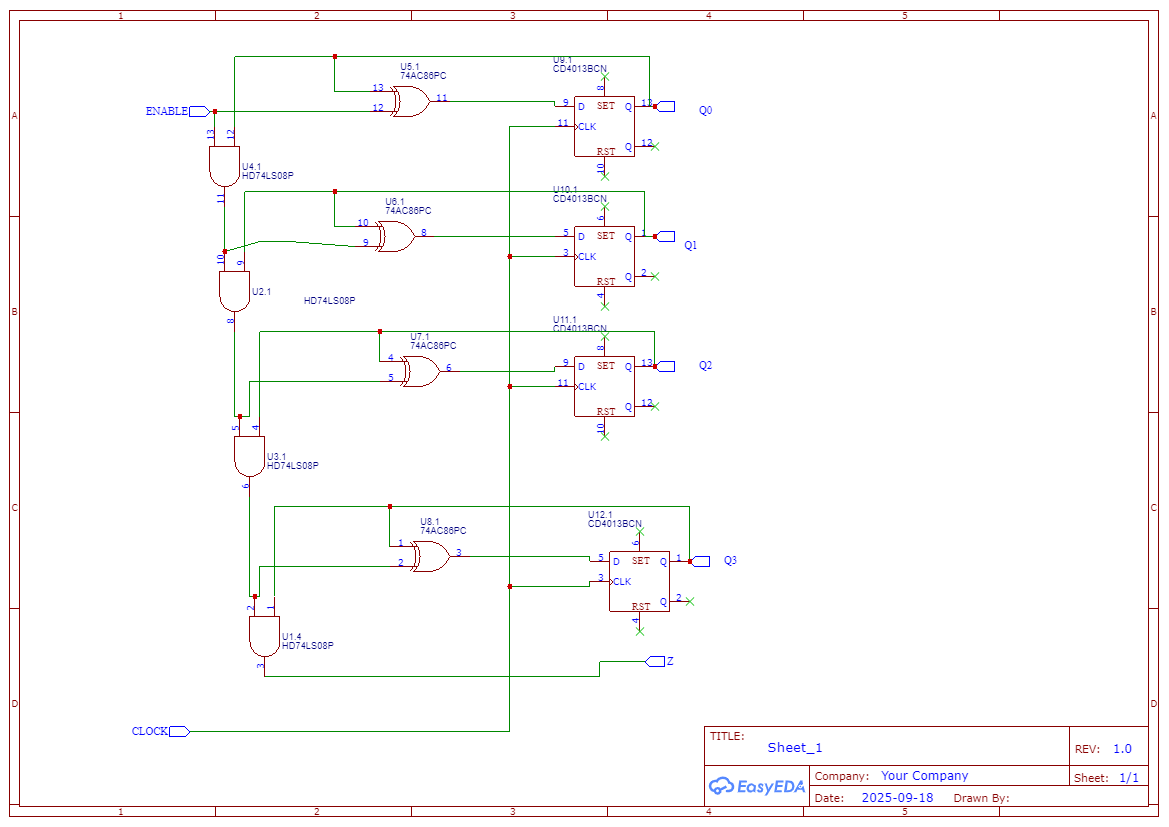 1 2 3 4 5
A A
B B
C C
D D
U5.1
74AC86PC
13
12
11
U9.1
CD4013BCN
8
9 D SET Q 13
11 CLK
Q 12
RST
10
Q0
ENABLE
13 12
U4.1
HD74LS08P
11
U6.1
74AC86PC
10
9
8
U10.1
CD4013BCN
6
5 D SET Q 1
3 CLK
Q 2
RST
4
Q1
10 9
U2.1
HD74LS08P
8
U7.1
74AC86PC
4
5
6
U11.1
CD4013BCN
8
9 D SET Q 13
11 CLK
Q 12
RST
10
Q2
5 4
U3.1
HD74LS08P
6
U8.1
74AC86PC
1
2
3
U12.1
CD4013BCN
6
5 D SET Q 1
3 CLK
Q 2
RST
4
Q3
2 1
U1.4
HD74LS08P
3
Z
CLOCK
TITLE:
Sheet_1
REV: 1.0
EasyEDA
Company: Your Company
Sheet: 1/1
Date: 2025-09-18 Drawn By:
1 2 3 4 5